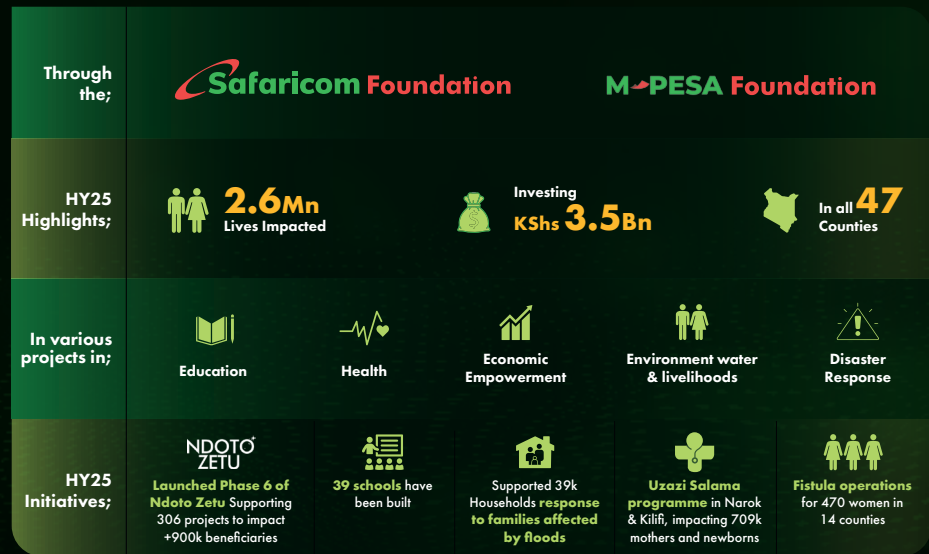 Through
the;
Safaricom Foundation
M-PESA Foundation
HY25
Highlights;
2.6Mn
Lives Impacted
Investing
KShs 3.5Bn
In all 47
Counties
In various
projects in;
Education
Health
Economic
Empowerment
Environment water
& livelihoods
Disaster
Response
HY25
Initiatives;
NDOTO+
ZETU
Launched Phase 6 of
Ndoto Zetu Supporting
306 projects to impact
+900k beneficiaries
39 schools have
been built
Supported 39k
Households response
to families affected
by floods
Uzazi Salama
programme in Narok
& Kilifi, impacting 709k
mothers and newborns
Fistula operations
for 470 women in
14 counties